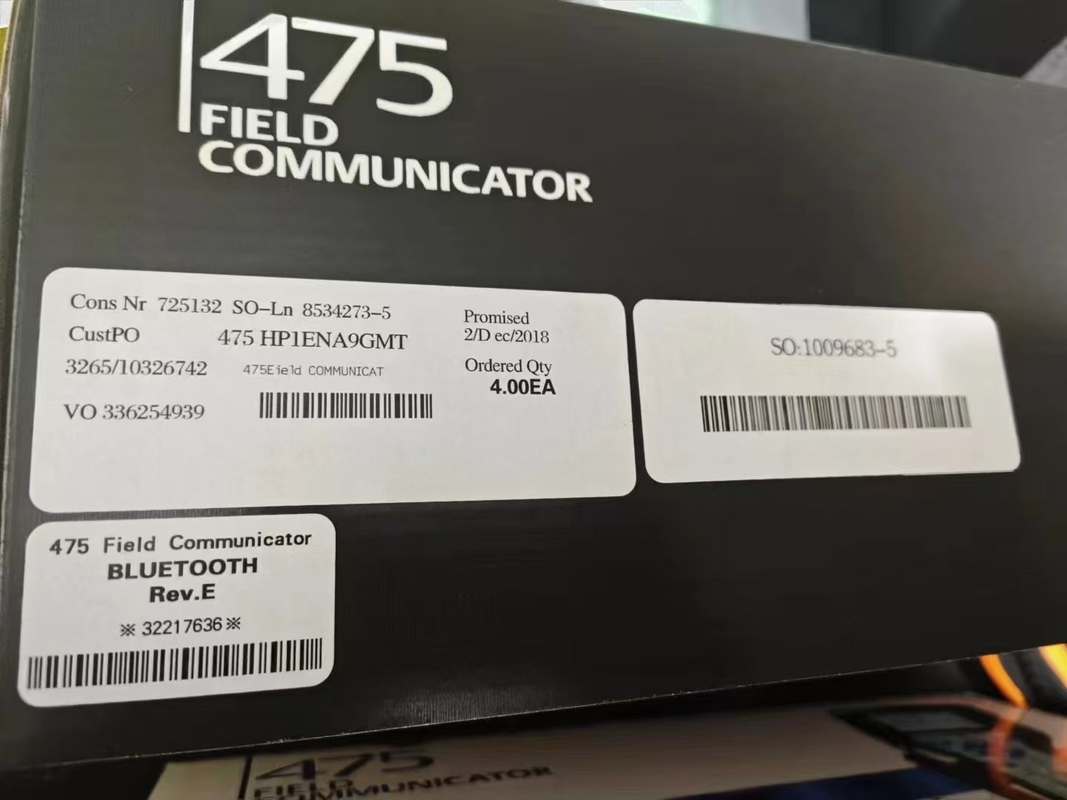 475
FIELD
COMMUNICATOR
Cons Nr 725132 SO-Ln 8534273-5
CustPO 475 HP1ENA9GMT
3265/10326742 475Eield COMMUNICAT
VO 336254939
Promised
2/D ec/2018
Ordered Qty
4.00EA
SO:1009683-5
475 Field Communicator
BLUETOOTH
Rev.E
※32217636※
475
FIELD
COMMUNICATOR